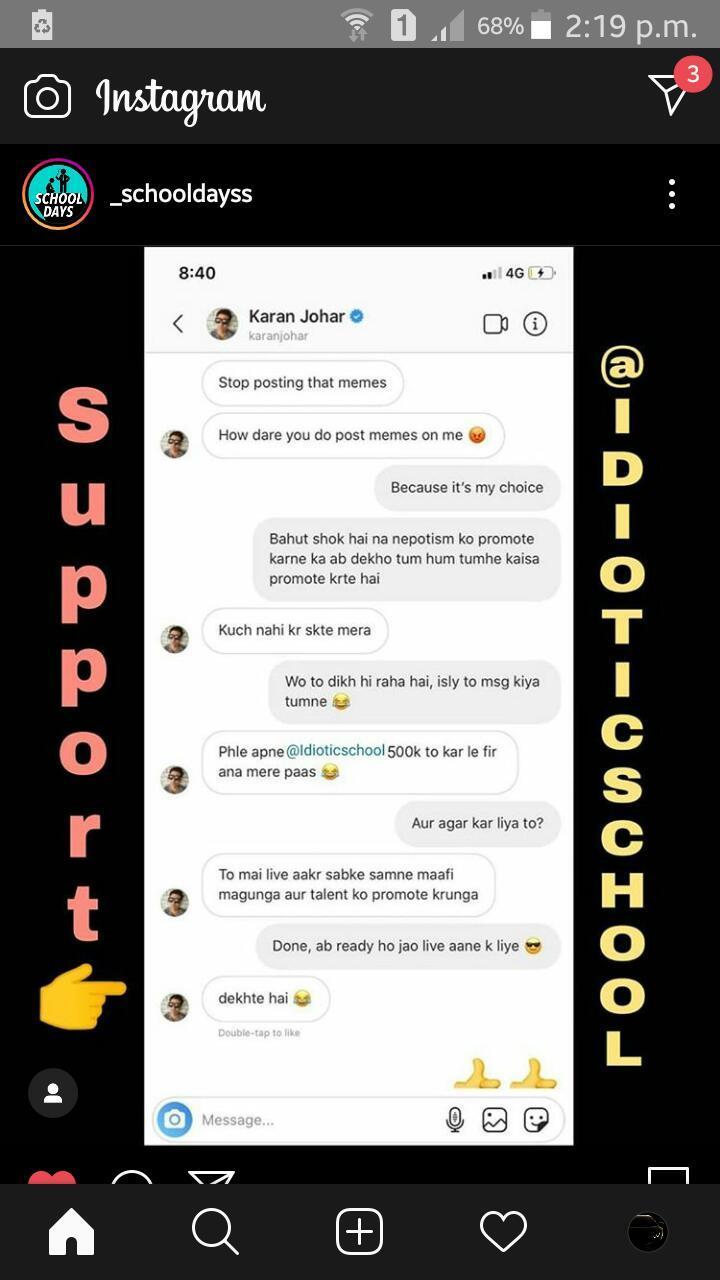 68% 2:19 p.m.
1
Instagram
3
SCHOOL
DAYS
_schooldayss
8:40
4G
Karan Johar
karanjohar
Stop posting that memes
How dare you do post memes on me 😡
Because it's my choice
Bahut shok hai na nepotism ko promote
karne ka ab dekho tum hum tumhe kaisa
promote krte hai
Kuch nahi kr skte mera
Wo to dikh hi raha hai, isly to msg kiya
tumne 😂
Phle apne @Idioticschool 500k to kar le fir
ana mere paas 😂
Aur agar kar liya to?
To mai live aakr sabke samne maafi
magunga aur talent ko promote krunga
Done, ab ready ho jao live aane k liye 😎
dekhte hai 😂
Double-tap to like
Message...
Support
@IDIOTICSCHOOL